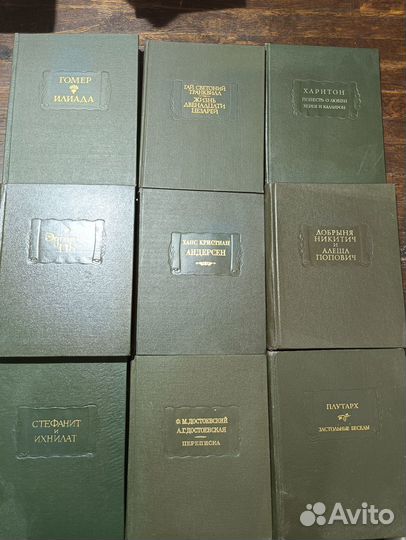 ГОМЕР
ИЛИАДА
ГАЙ СВЕТОНИЙ
ТРАНКВИЛЛ
ЖИЗНЬ
ДВЕНАДЦАТИ
ЦЕЗАРЕЙ
ХАРИТОН
ПОВЕСТЬ О ЛЮБВИ
ХЕРЕЯ И КАЛЛИРОИ
ХАНС КРИСТИАН
АНДЕРСЕН
ДОБРЫНЯ
НИКИТИЧ
И
АЛЕША
ПОПОВИЧ
СТЕФАНИТ
И
ИХНИЛАТ
Ф. М. ДОСТОЕВСКИЙ
А. Г. ДОСТОЕВСКАЯ
ПЕРЕПИСКА
ПЛУТАРХ
ЗАСТОЛЬНЫЕ БЕСЕДЫ
Avito